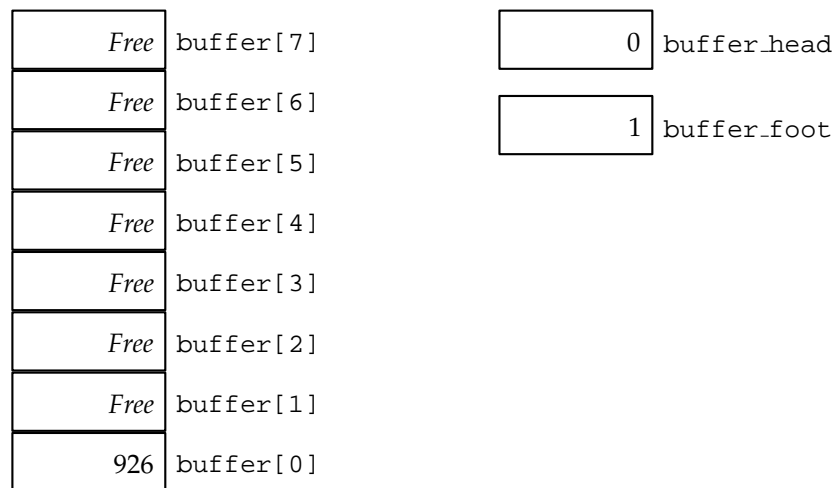 Free buffer[7]
Free buffer[6]
Free buffer[5]
Free buffer[4]
Free buffer[3]
Free buffer[2]
Free buffer[1]
926 buffer[0]
0 buffer_head
1 buffer_foot